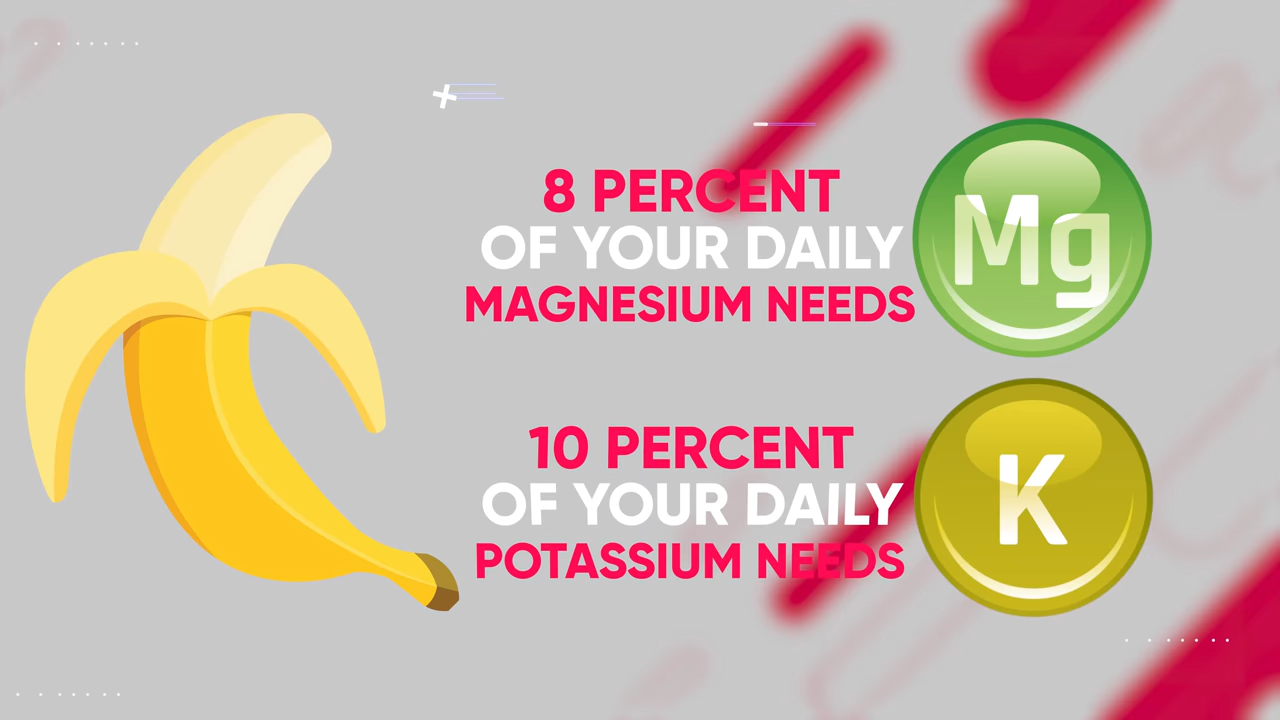 8 PERCENT
OF YOUR DAILY
MAGNESIUM NEEDS
Mg
10 PERCENT
OF YOUR DAILY
POTASSIUM NEEDS
K